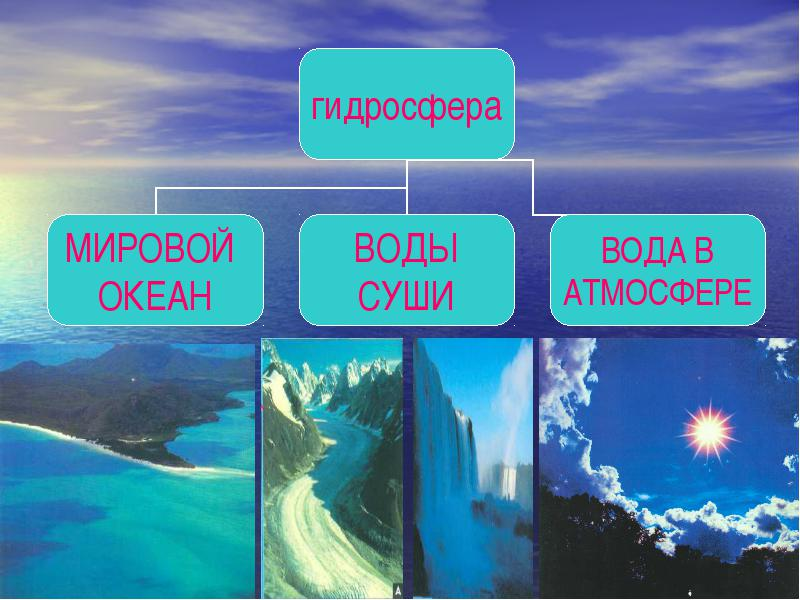 гидросфера
МИРОВОЙ
ОКЕАН
ВОДЫ
СУШИ
ВОДА В
АТМОСФЕРЕ
А